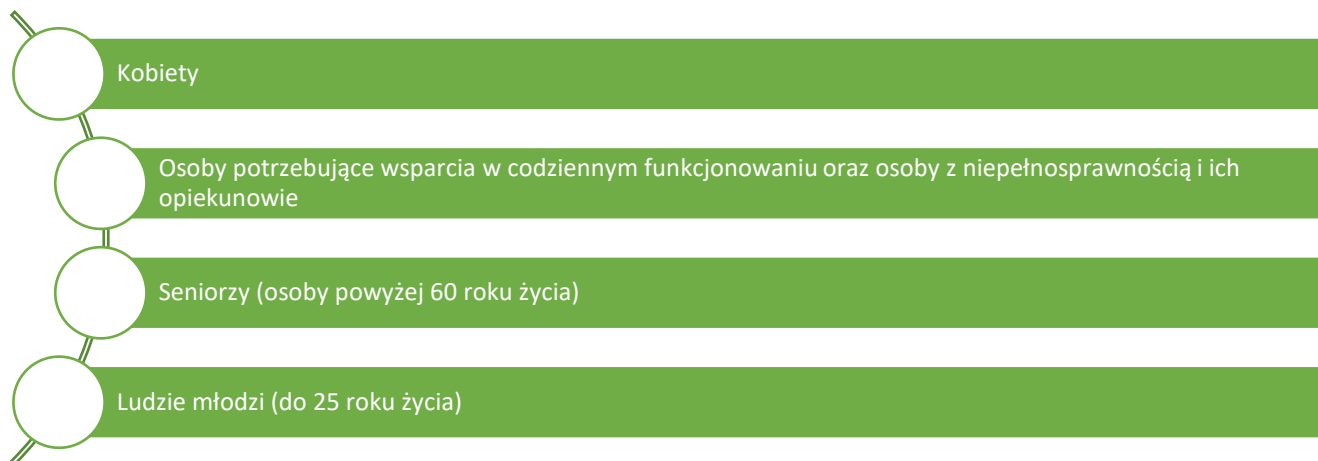 Kobiety
Osoby potrzebujące wsparcia w codziennym funkcjonowaniu oraz osoby z niepełnosprawnością i ich
opiekunowie
Seniorzy (osoby powyżej 60 roku życia)
Ludzie młodzi (do 25 roku życia)